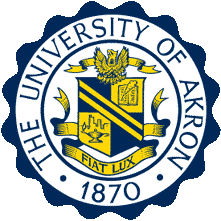 THE UNIVERSITY OF AKRON
FIAT LUX
1870